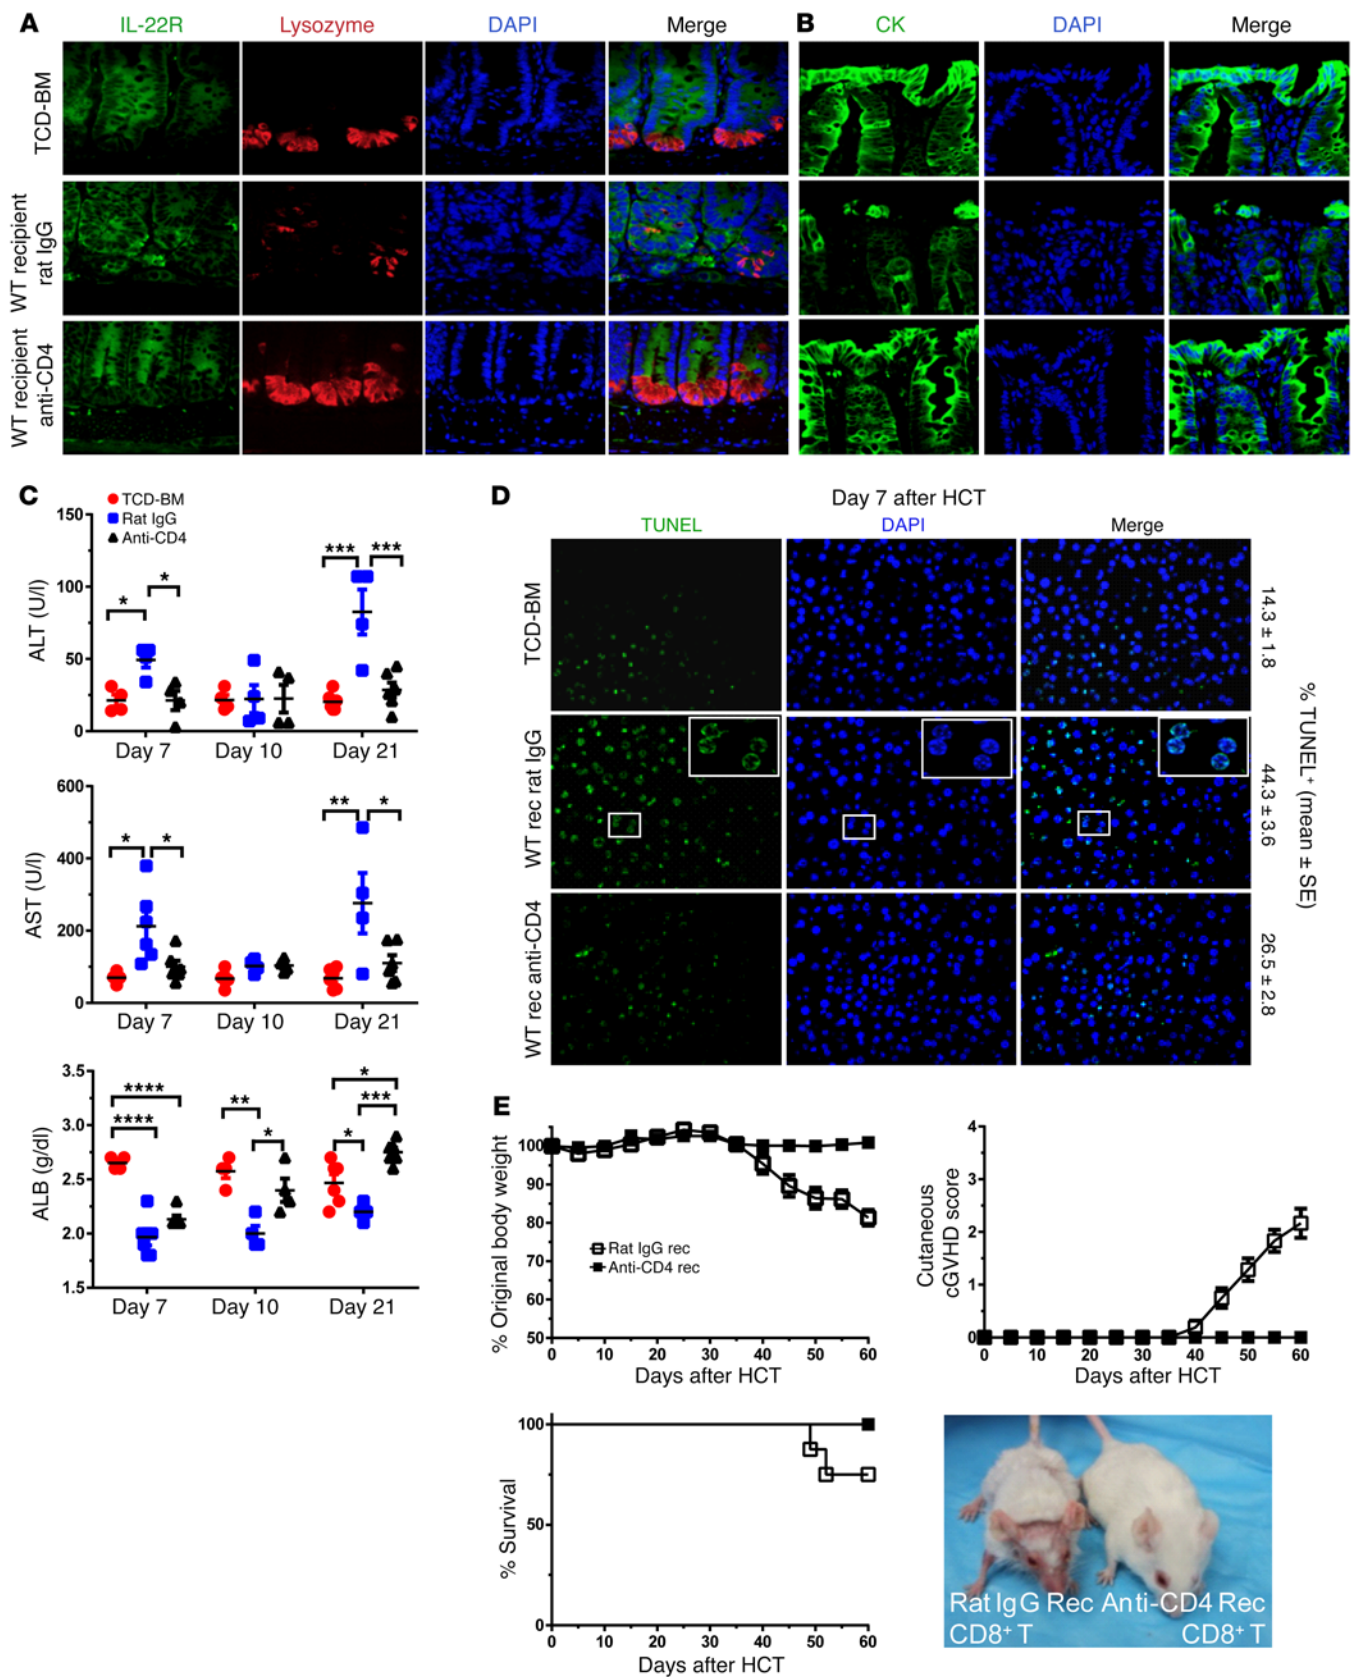 A
IL-22R
Lysozyme
DAPI
Merge
B
CK
DAPI
Merge
TCD-BM
WT recipient
rat IgG
WT recipient
anti-CD4
C
TCD-BM
Rat IgG
Anti-CD4
ALT (U/l)
150
100
50
0
*
*
***
***
Day 7
Day 10
Day 21
AST (U/l)
600
400
200
0
*
*
**
*
Day 7
Day 10
Day 21
ALB (g/dl)
3.5
3.0
2.5
2.0
1.5
****
****
**
*
*
***
*
Day 7
Day 10
Day 21
D
Day 7 after HCT
TUNEL
DAPI
Merge
TCD-BM
WT rec rat IgG
WT rec anti-CD4
14.3 ± 1.8
44.3 ± 3.6
26.5 ± 2.8
% TUNEL⁺ (mean ± SE)
E
% Original body weight
100
90
80
70
60
50
Rat IgG rec
Anti-CD4 rec
0 10 20 30 40 50 60
Days after HCT
Cutaneous
cGVHD score
4
3
2
1
0
0 10 20 30 40 50 60
Days after HCT
% Survival
100
50
0
0 10 20 30 40 50 60
Days after HCT
Rat IgG Rec Anti-CD4 Rec
CD8⁺ T CD8⁺ T